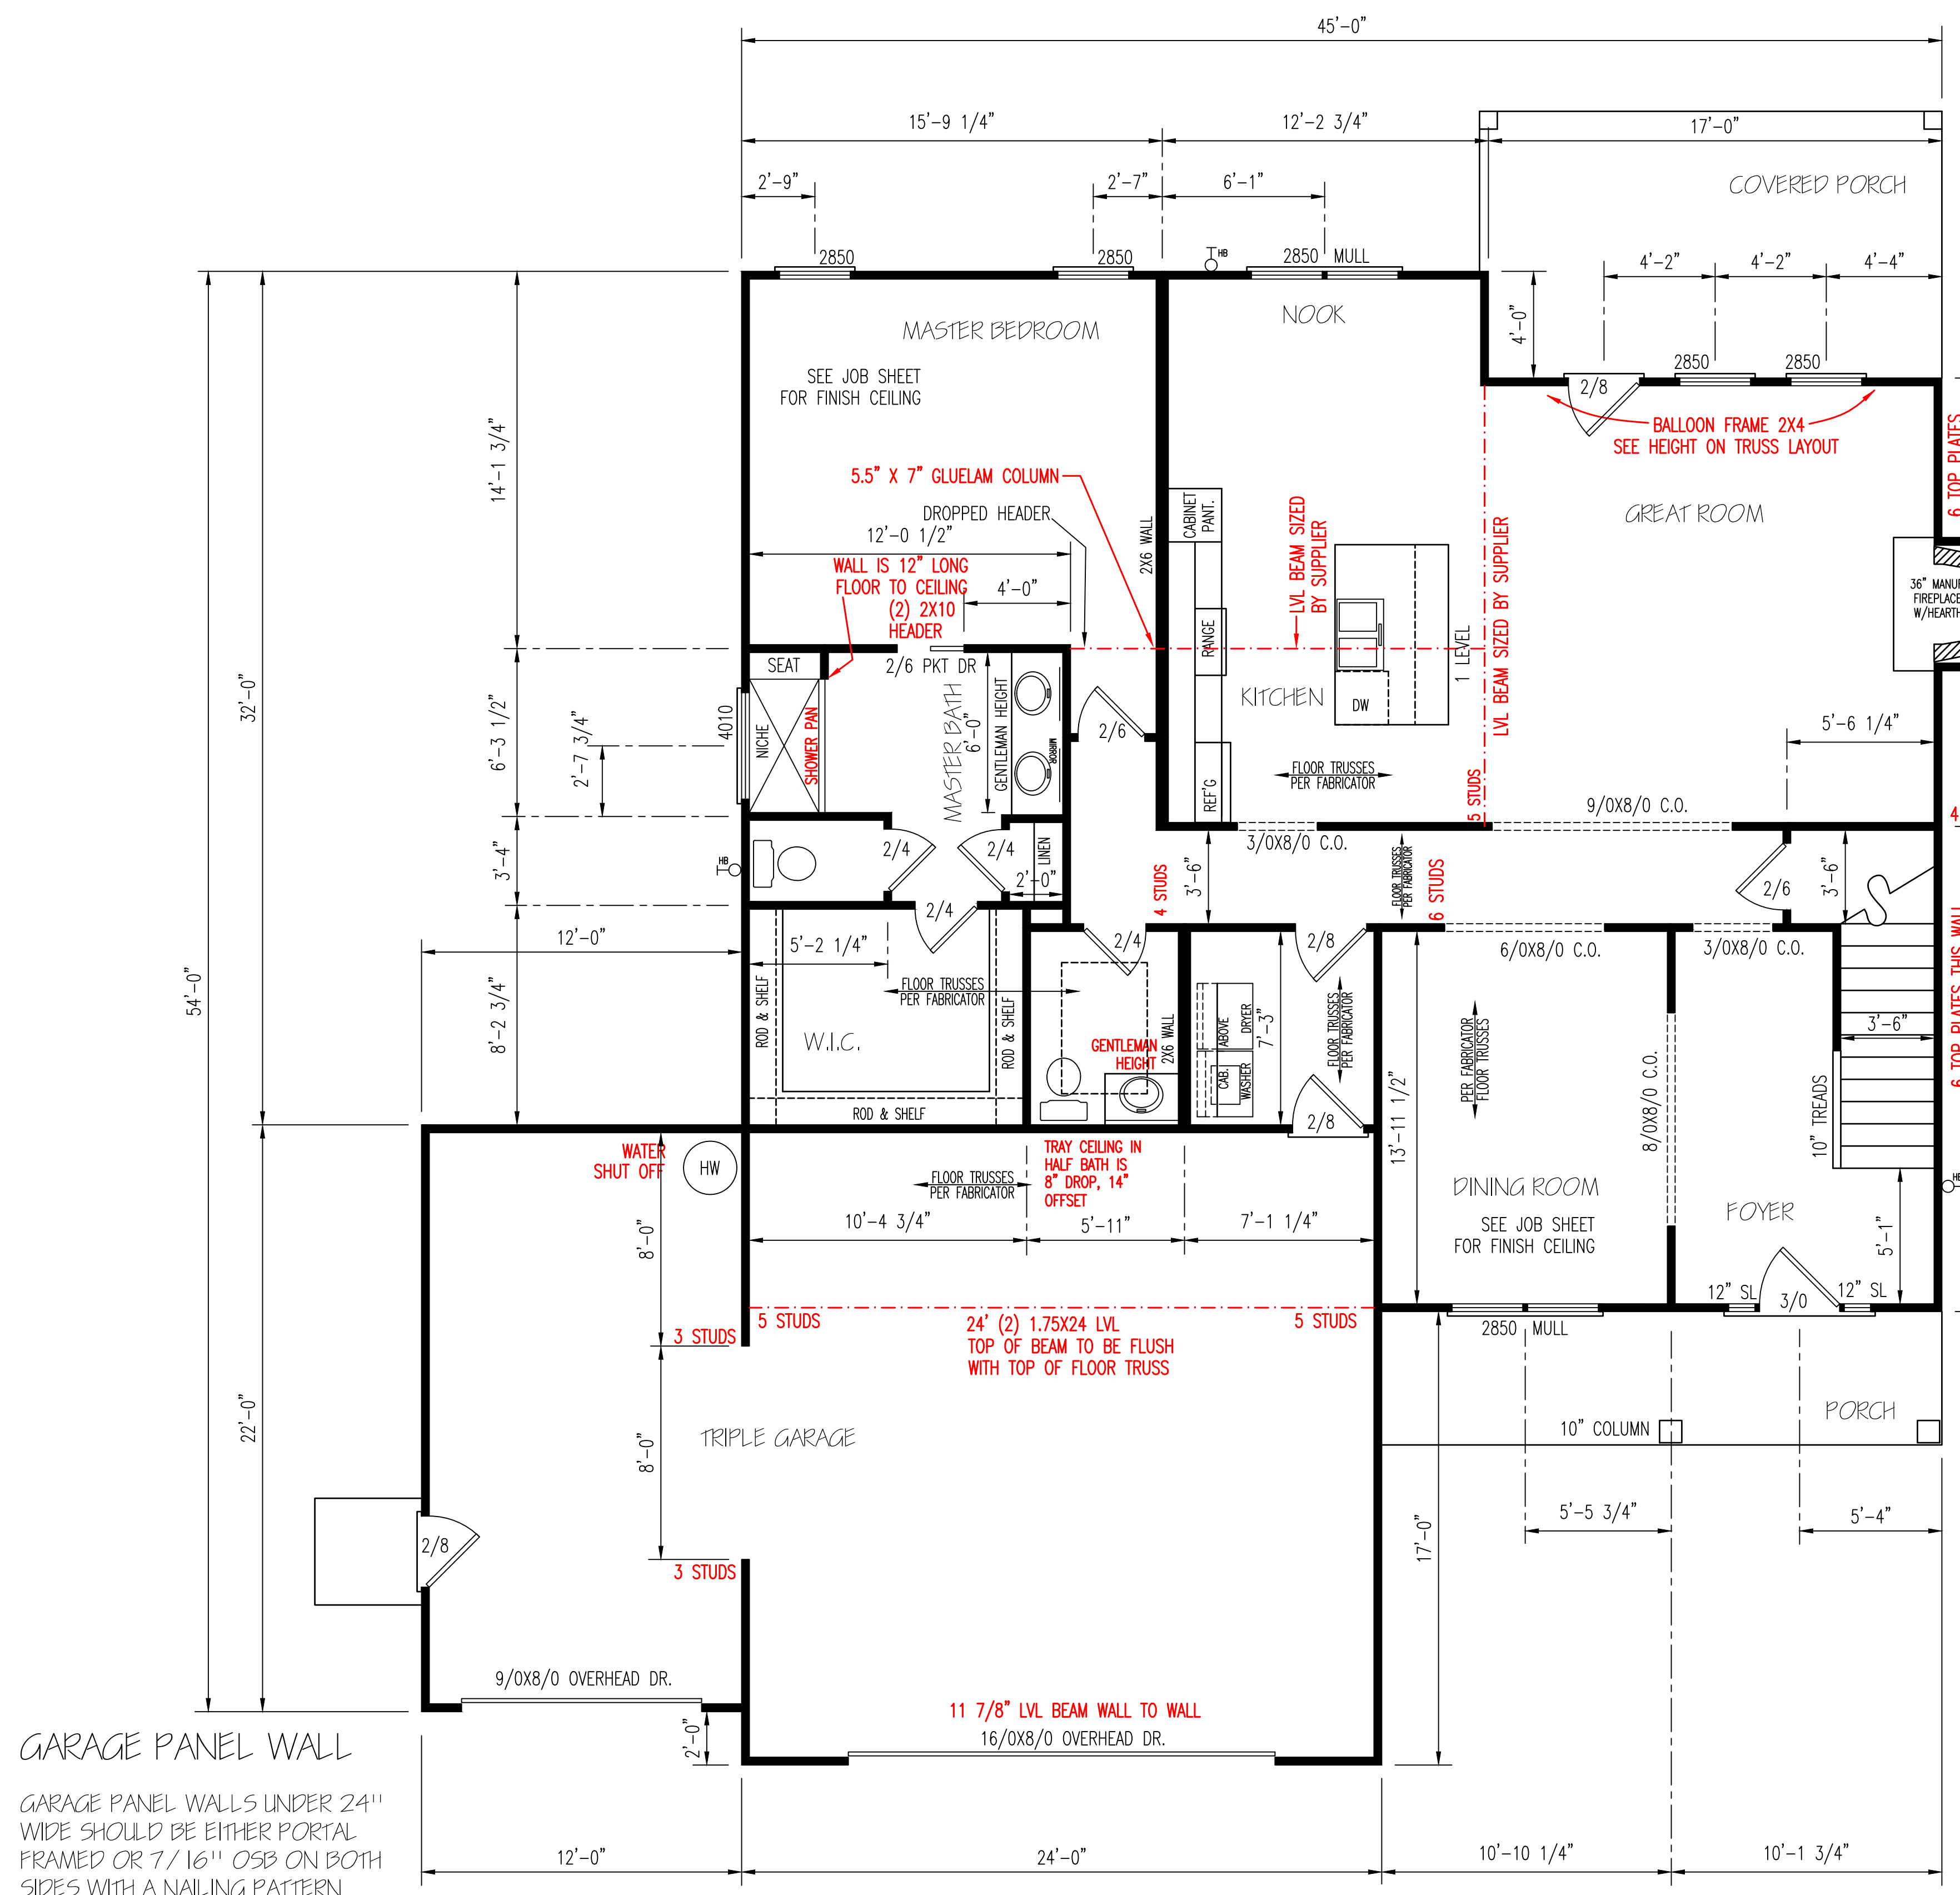 45'-0"
15'-9 1/4"
12'-2 3/4"
17'-0"
COVERED PORCH
2'-9"
2'-7"
6'-1"
2850
2850
HB
2850 MULL
4'-2"
4'-2"
4'-4"
NOOK
4'-0"
MASTER BEDROOM
SEE JOB SHEET
FOR FINISH CEILING
2850
2850
2/8
BALLOON FRAME 2X4
SEE HEIGHT ON TRUSS LAYOUT
6 TOP PLATES
14'-1 3/4"
5.5" X 7" GLUELAM COLUMN
DROPPED HEADER
12'-0 1/2"
2X6 WALL
CABINET
PANT.
LVL BEAM SIZED
BY SUPPLIER
LVL BEAM SIZED BY SUPPLIER
GREAT ROOM
WALL IS 12" LONG
FLOOR TO CEILING
(2) 2X10
HEADER
4'-0"
RANGE
1 LEVEL
36" MANUF
FIREPLACE
W/HEARTH
32'-0"
54'-0"
6'-3 1/2"
2'-7 3/4"
4010
SEAT
NICHE
SHOWER PAN
2/6 PKT DR
MASTER BATH
6'-0"
GENTLEMAN HEIGHT
MIRROR
2/6
KITCHEN
DW
REF'G
FLOOR TRUSSES
PER FABRICATOR
5 STUDS
5'-6 1/4"
9/0X8/0 C.O.
3/0X8/0 C.O.
4
3'-4"
HB
2/4
2/4
LINEN
2'-0"
4 STUDS
3'-6"
FLOOR TRUSSES
PER FABRICATOR
6 STUDS
2/6
3'-6"
S
12'-0"
8'-2 3/4"
2/4
5'-2 1/4"
FLOOR TRUSSES
PER FABRICATOR
ROD & SHELF
W.I.C.
ROD & SHELF
ROD & SHELF
2/4
GENTLEMAN
HEIGHT
2X6 WALL
ABOVE
CAB.
DRYER
WASHER
7'-3"
2/8
FLOOR TRUSSES
PER FABRICATOR
2/8
6/0X8/0 C.O.
3/0X8/0 C.O.
PER FABRICATOR
FLOOR TRUSSES
13'-11 1/2"
8/0X8/0 C.O.
3'-6"
10" TREADS
6 TOP PLATES THIS WALL
WATER
SHUT OFF
HW
FLOOR TRUSSES
PER FABRICATOR
TRAY CEILING IN
HALF BATH IS
8" DROP, 14"
OFFSET
10'-4 3/4"
5'-11"
7'-1 1/4"
8'-0"
DINING ROOM
SEE JOB SHEET
FOR FINISH CEILING
FOYER
5'-1"
HB
12" SL
3/0
12" SL
3 STUDS
5 STUDS
24' (2) 1.75X24 LVL
TOP OF BEAM TO BE FLUSH
WITH TOP OF FLOOR TRUSS
5 STUDS
2850 MULL
22'-0"
TRIPLE GARAGE
8'-0"
10" COLUMN
PORCH
5'-5 3/4"
5'-4"
17'-0"
2/8
3 STUDS
9/0X8/0 OVERHEAD DR.
11 7/8" LVL BEAM WALL TO WALL
16/0X8/0 OVERHEAD DR.
2'-0"
GARAGE PANEL WALL
GARAGE PANEL WALLS UNDER 24"
WIDE SHOULD BE EITHER PORTAL
FRAMED OR 7/16" OSB ON BOTH
SIDES WITH A NAILING PATTERN
12'-0"
24'-0"
10'-10 1/4"
10'-1 3/4"